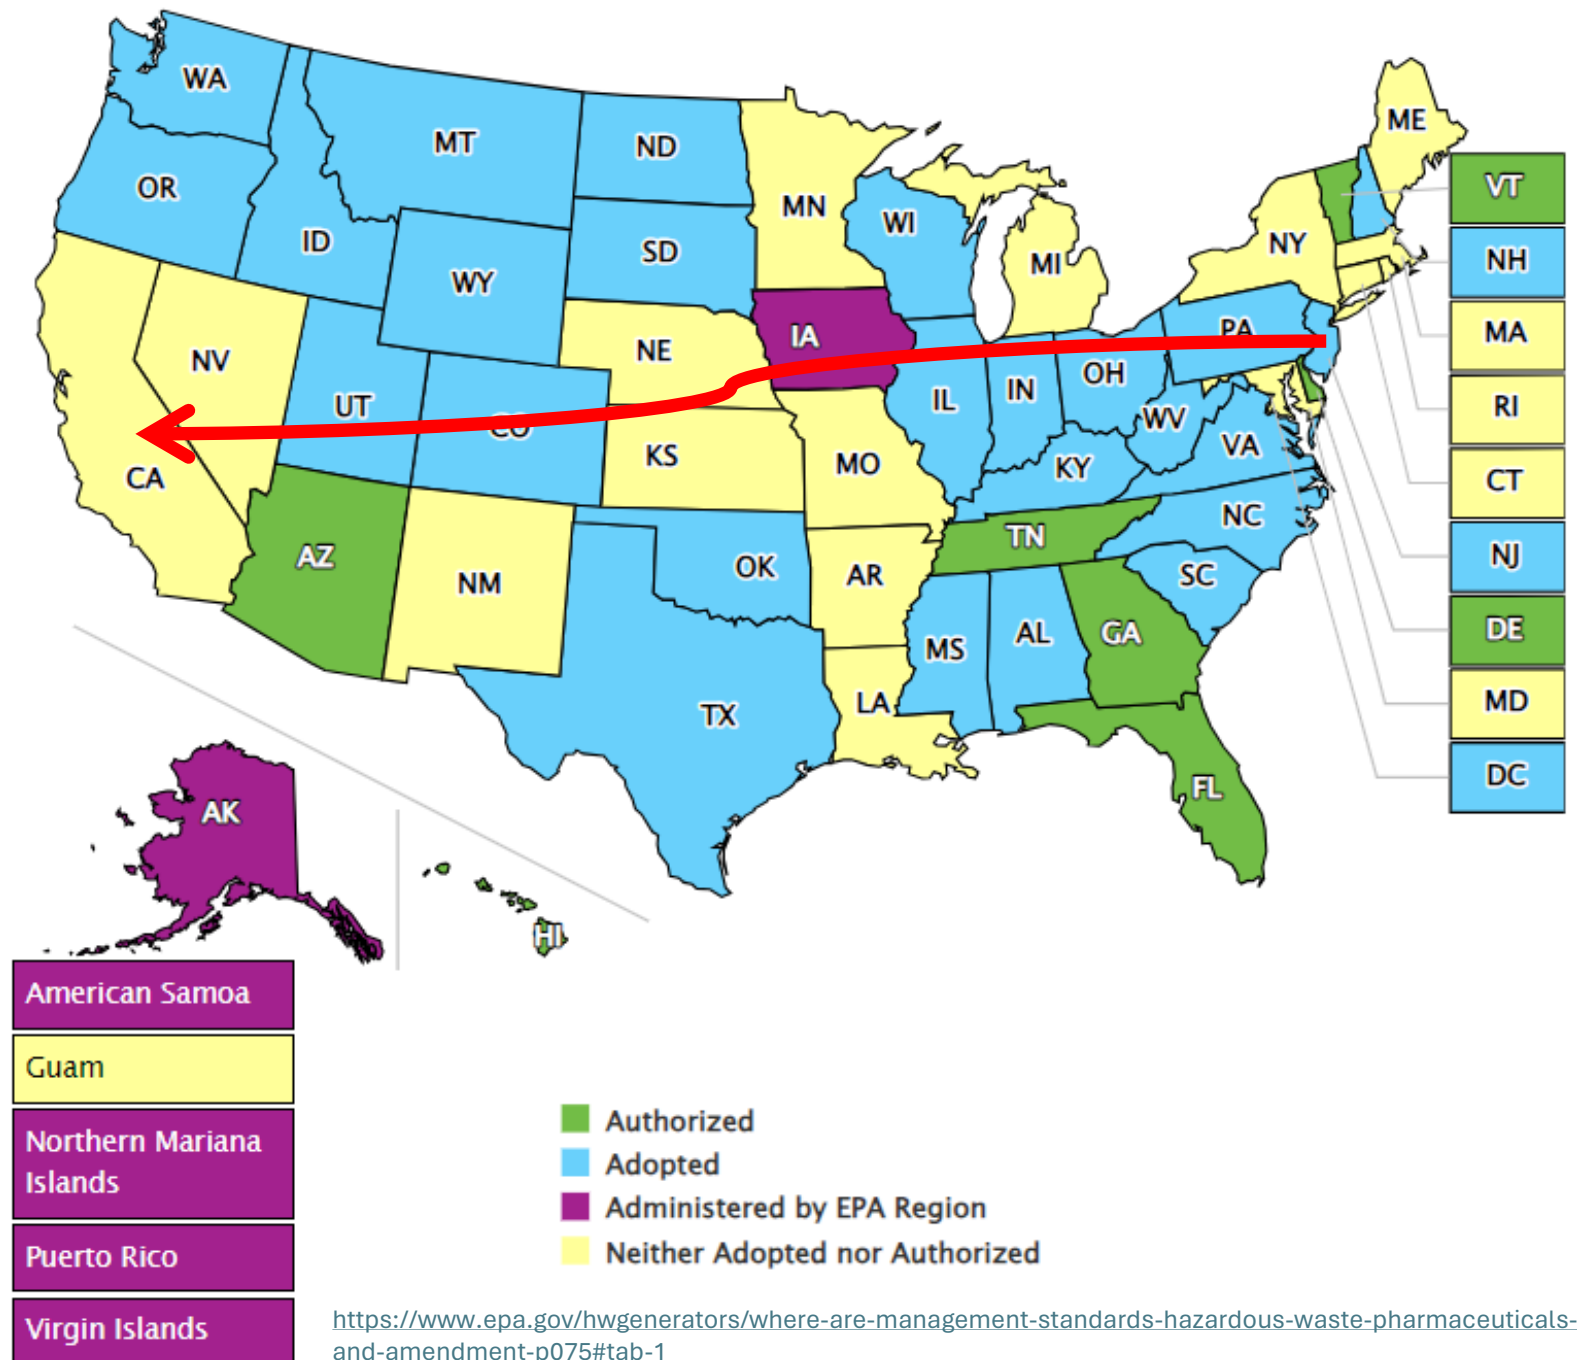 WA
MT
ND
MN
ME
OR
ID
WY
SD
WI
MI
NY
VT
NH
MA
RI
CT
NJ
DE
MD
DC
NV
UT
CO
NE
IA
IL
IN
OH
PA
WV
VA
CA
KS
MO
KY
NC
AZ
NM
OK
AR
TN
SC
TX
LA
MS
AL
GA
FL
AK
HI
American Samoa
Guam
Northern Mariana
Islands
Puerto Rico
Virgin Islands
Authorized
Adopted
Administered by EPA Region
Neither Adopted nor Authorized
https://www.epa.gov/hwgenerators/where-are-management-standards-hazardous-waste-pharmaceuticals-
and-amendment-p075#tab-1